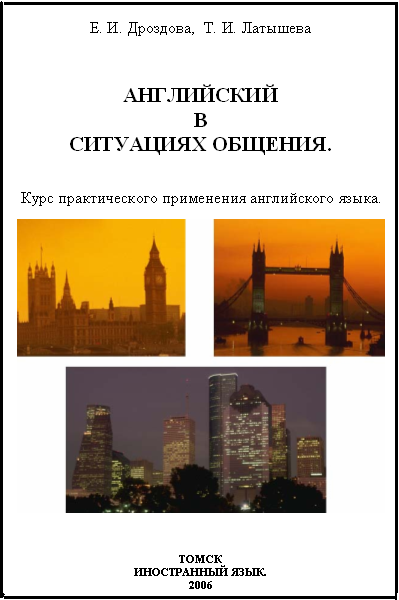 Е. И. Дроздова, Т. И. Латышева
АНГЛИЙСКИЙ
В
СИТУАЦИЯХ ОБЩЕНИЯ.
Курс практического применения английского языка.
ТОМСК
ИНОСТРАННЫЙ ЯЗЫК.
2006